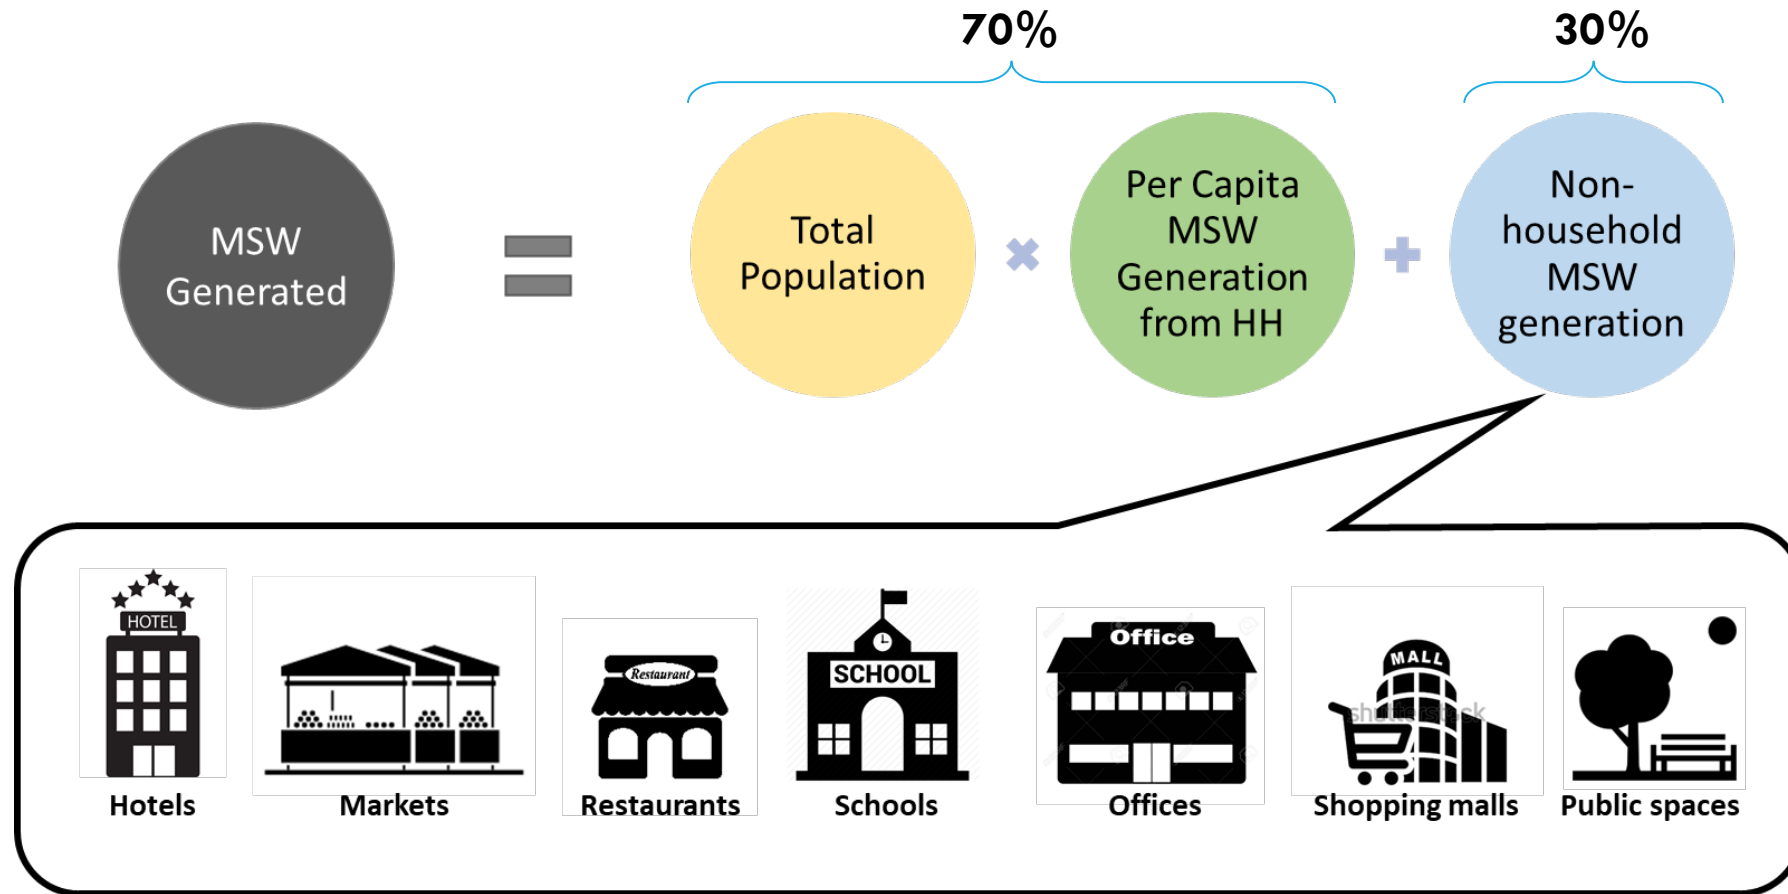 70%
30%
MSW
Generated
=
Total
Population
×
Per Capita
MSW
Generation
from HH
+
Non-
household
MSW
generation
HOTEL
Restaurant
SCHOOL
Office
MALL
shutterstock
Hotels
Markets
Restaurants
Schools
Offices
Shopping malls
Public spaces